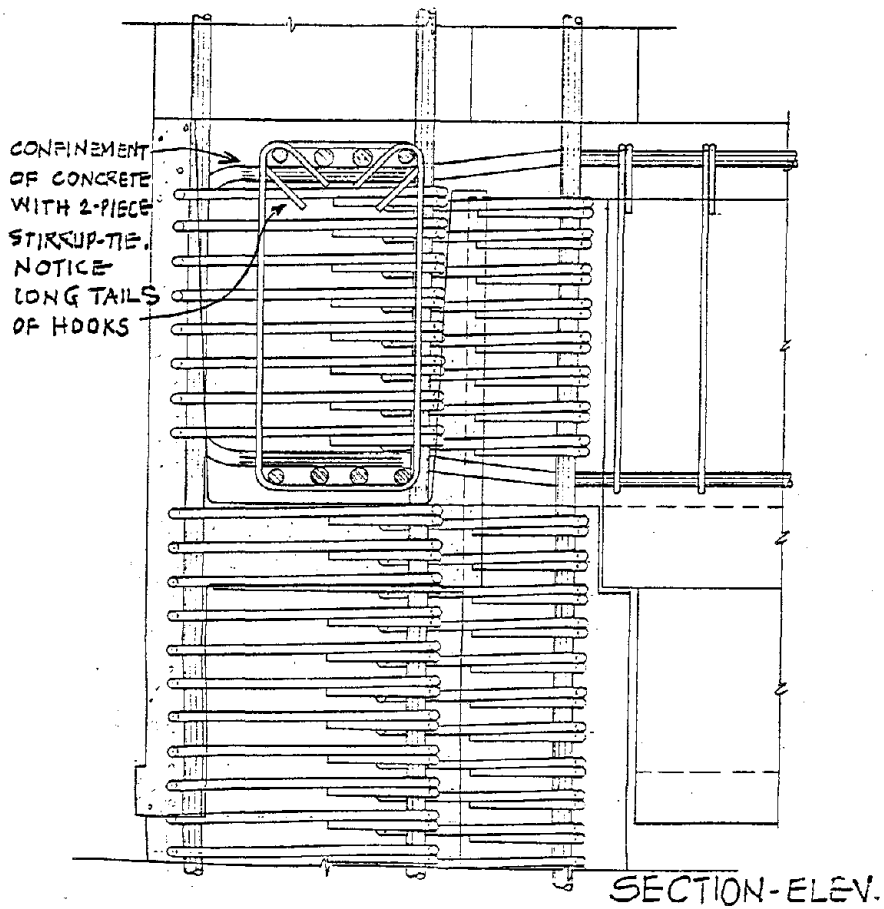 CONFINEMENT
OF CONCRETE
WITH 2-PIECE
STIRRUP-TIE.
NOTICE
LONG TAILS
OF HOOKS
SECTION-ELEV.